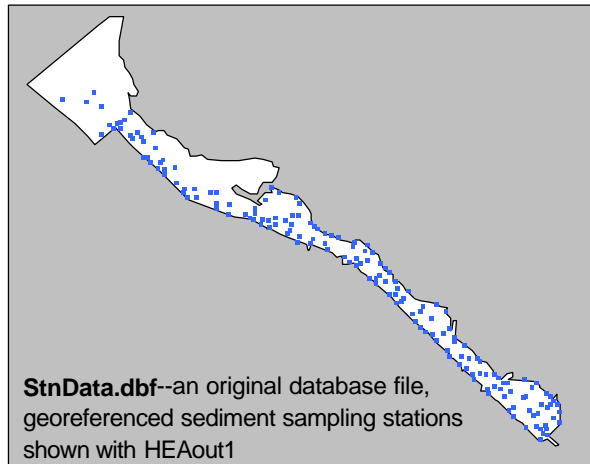 StnData.dbf--an original database file,
georeferenced sediment sampling stations
shown with HEAout1